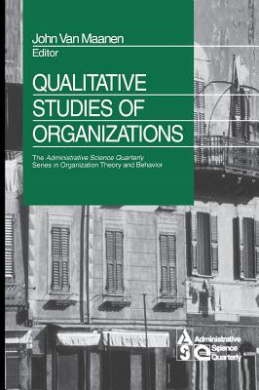 John Van Maanen
Editor
QUALITATIVE
STUDIES OF
ORGANIZATIONS
The Administrative Science Quarterly
Series in Organization Theory and Behavior
A
S
Q
Administrative
Science
Quarterly